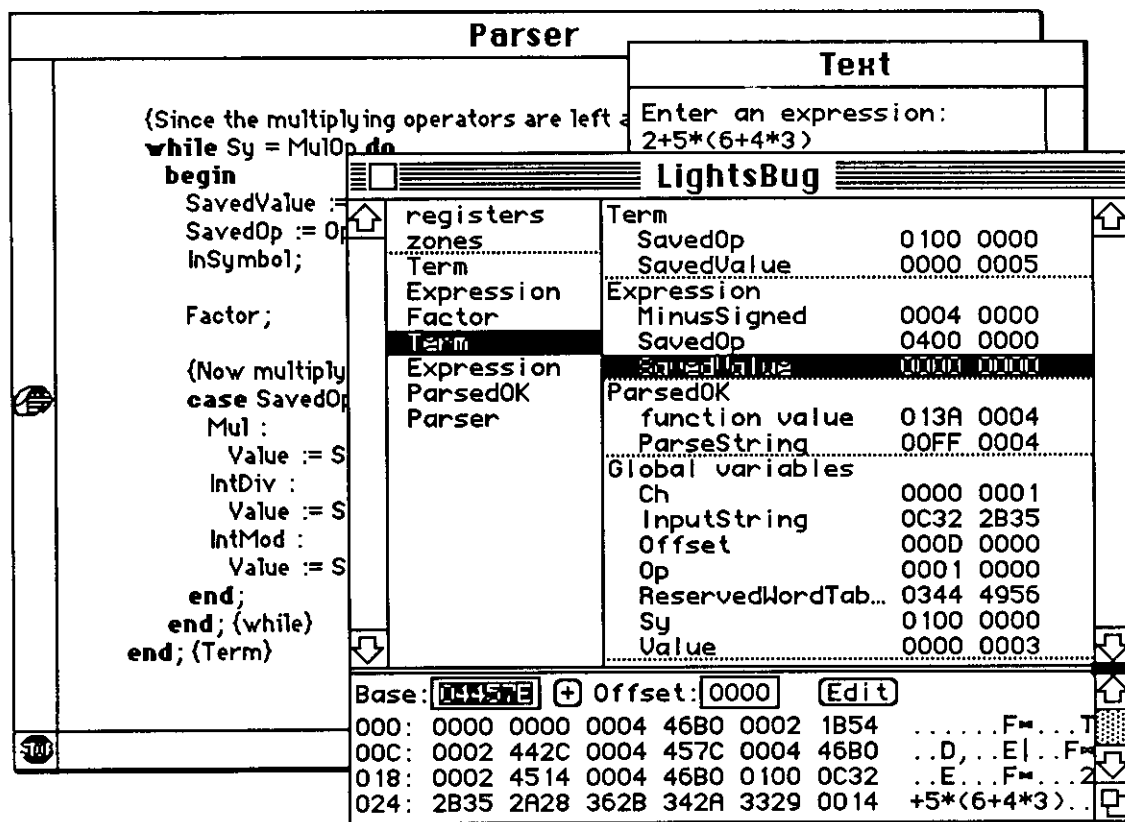 Parser
{Since the multiplying operators are left a
while Sy = MulOp do
begin
SavedValue :=
SavedOp := Op
InSymbol;
Factor;
{Now multiply
case SavedOp
Mul :
Value := S
IntDiv :
Value := S
IntMod :
Value := S
end;
end; {while}
end; {Term}
Text
Enter an expression:
2+5*(6+4*3)
LightsBug
registers
zones
Term
Expression
Factor
Term
Expression
ParsedOK
Parser
Term
SavedOp 0100 0000
SavedValue 0000 0005
Expression
MinusSigned 0004 0000
SavedOp 0400 0000
SavedValue 0000 0000
ParsedOK
function value 013A 0004
ParseString 00FF 0004
Global variables
Ch 0000 0001
InputString 0C32 2B35
Offset 000D 0000
Op 0001 0000
ReservedWordTab... 0344 4956
Sy 0100 0000
Value 0000 0003
Base: 04457E + Offset: 0000 Edit
000: 0000 0000 0004 46B0 0002 1B54 ......F....T
00C: 0002 442C 0004 457C 0004 46B0 ..D,..E|..F
018: 0002 4514 0004 46B0 0100 0C32 ..E...F....2
024: 2B35 2A28 362B 342A 3329 0014 +5*(6+4*3)..